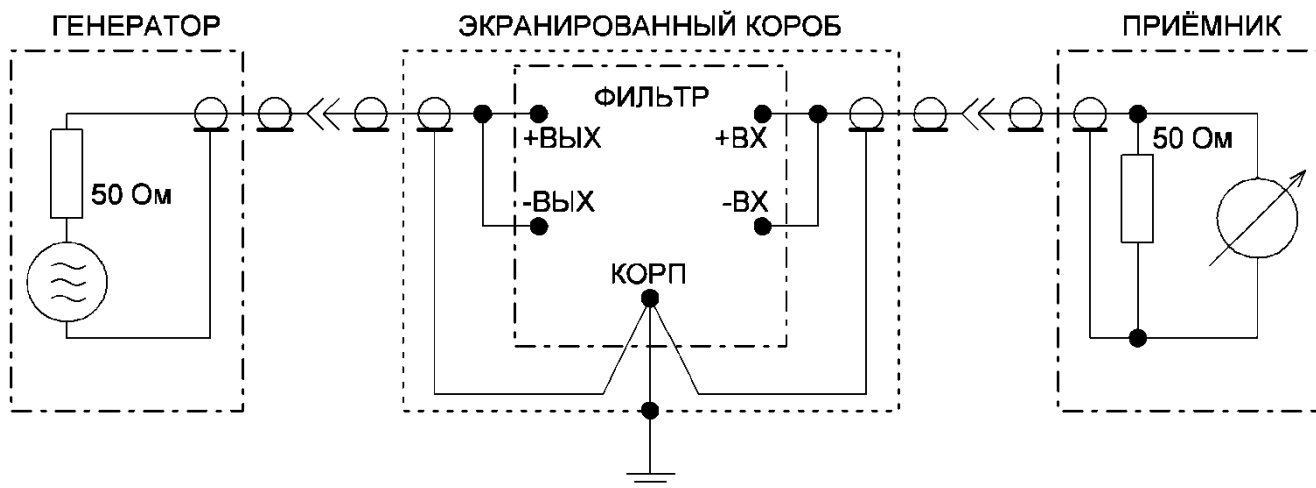 ГЕНЕРАТОР
ЭКРАНИРОВАННЫЙ КОРОБ
ПРИЁМНИК
ФИЛЬТР
+ВЫХ
+ВХ
50 Ом
50 Ом
-ВЫХ
-ВХ
КОРП